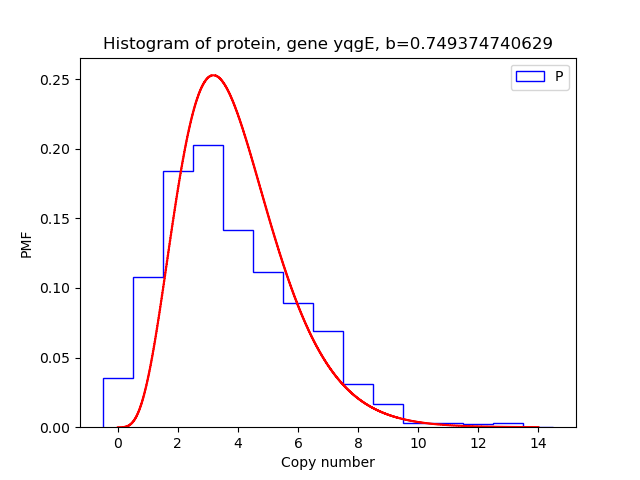 Histogram of protein, gene yqgE, b=0.749374740629
P
0.25
0.20
0.15
0.10
0.05
0.00
PMF
0 2 4 6 8 10 12 14
Copy number